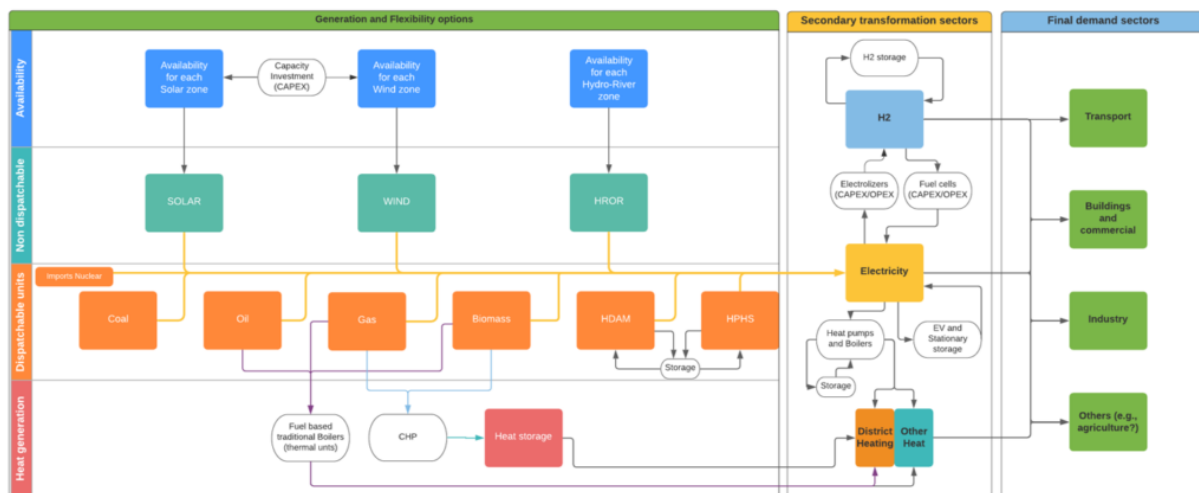 Generation and Flexibility options
Secondary transformation sectors
Final demand sectors
Availability
Availability
for each
Solar zone
Capacity
Investment
(CAPEX)
Availability
for each
Wind zone
Availability
for each
Hydro-River
zone
H2 storage
H2
Transport
Non dispatchable
SOLAR
WIND
HROR
Electrolizers
(CAPEX/OPEX
Fuel cells
(CAPEX/OPEX
Buildings
and
commercial
Dispatchable units
Imports Nuclear
Electricity
Coal
Oil
Gas
Biomass
HDAM
HPHS
Storage
Heat pumps
and Boilers
EV and
Stationary
storage
Storage
Industry
Heat generation
Fuel based
traditional Boilers
(thermal units)
CHP
Heat storage
District
Heating
Other
Heat
Others (e.g.,
agriculture?)